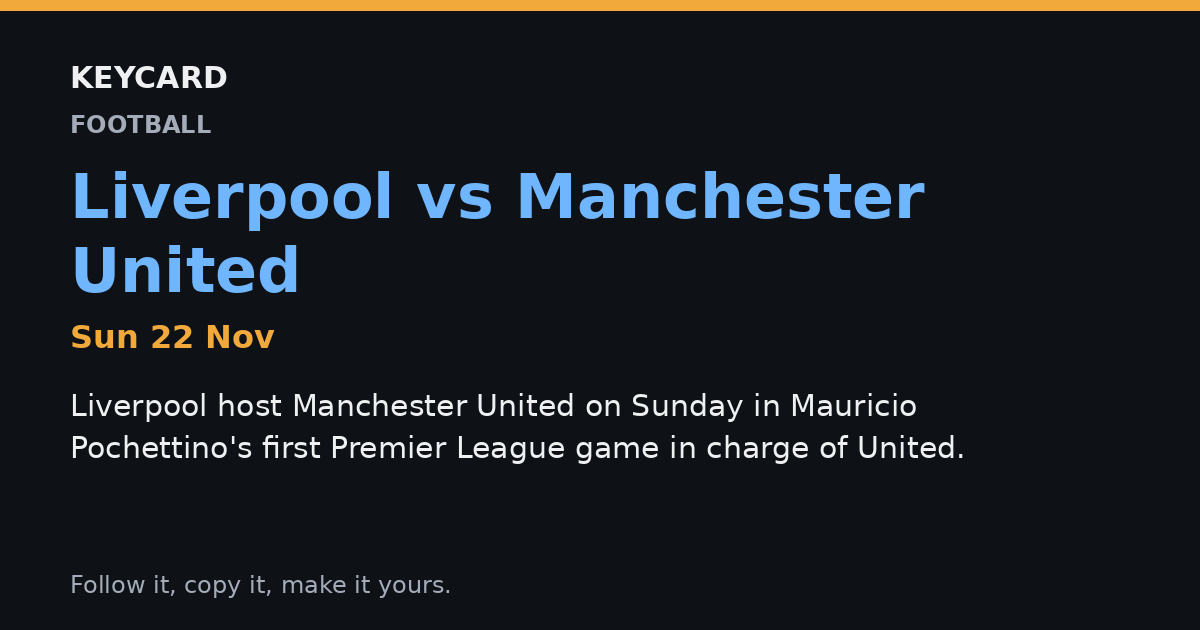 KEYCARD
FOOTBALL
Liverpool vs Manchester
United
Sun 22 Nov
Liverpool host Manchester United on Sunday in Mauricio
Pochettino's first Premier League game in charge of United.
Follow it, copy it, make it yours.